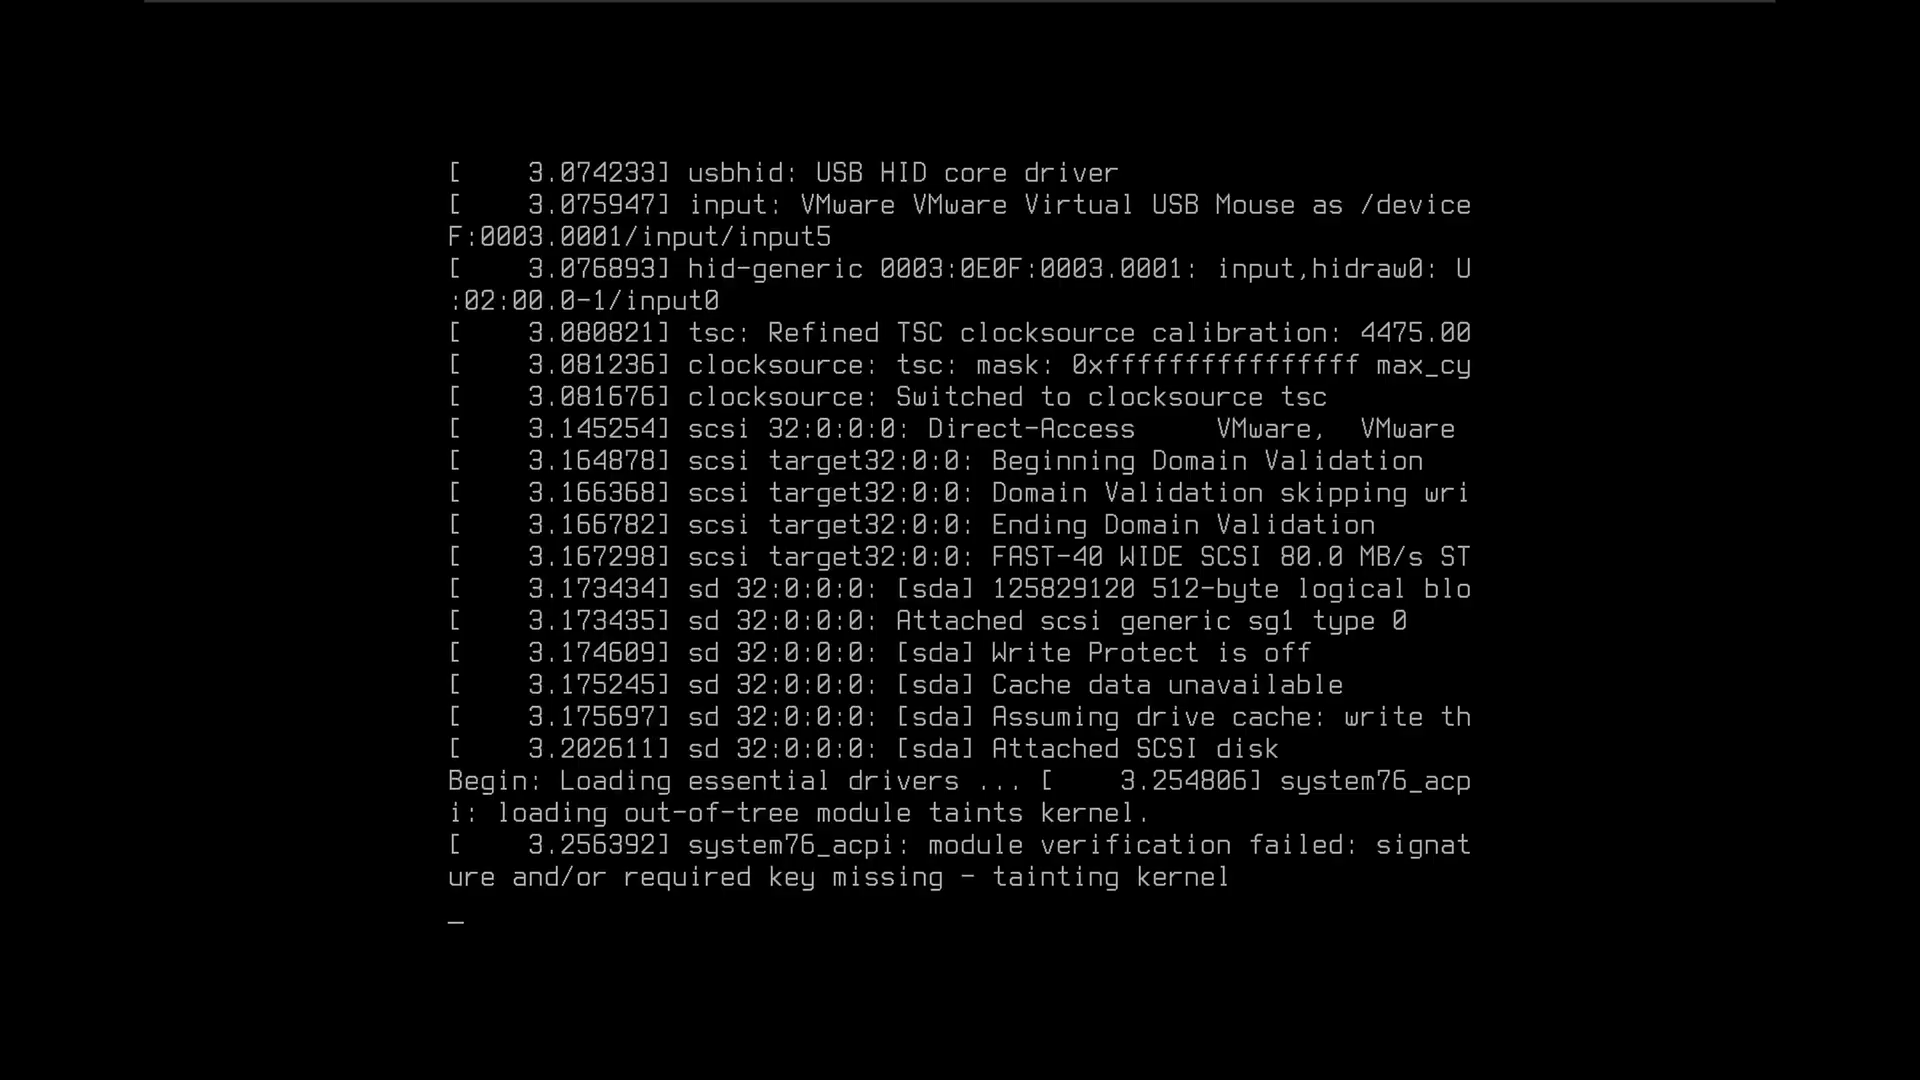 [    3.074233] usbhid: USB HID core driver
[    3.075947] input: VMware VMware Virtual USB Mouse as /device
F:0003.0001/input/input5
[    3.076893] hid-generic 0003:0E0F:0003.0001: input,hidraw0: U
:02:00.0-1/input0
[    3.080821] tsc: Refined TSC clocksource calibration: 4475.00
[    3.081236] clocksource: tsc: mask: 0xffffffffffffffff max_cy
[    3.081676] clocksource: Switched to clocksource tsc
[    3.145254] scsi 32:0:0:0: Direct-Access     VMware,  VMware
[    3.164878] scsi target32:0:0: Beginning Domain Validation
[    3.166368] scsi target32:0:0: Domain Validation skipping wri
[    3.166782] scsi target32:0:0: Ending Domain Validation
[    3.167298] scsi target32:0:0: FAST-40 WIDE SCSI 80.0 MB/s ST
[    3.173434] sd 32:0:0:0: [sda] 125829120 512-byte logical blo
[    3.173435] sd 32:0:0:0: Attached scsi generic sg1 type 0
[    3.174609] sd 32:0:0:0: [sda] Write Protect is off
[    3.175245] sd 32:0:0:0: [sda] Cache data unavailable
[    3.175697] sd 32:0:0:0: [sda] Assuming drive cache: write th
[    3.202611] sd 32:0:0:0: [sda] Attached SCSI disk
Begin: Loading essential drivers ... [    3.254806] system76_acp
i: loading out-of-tree module taints kernel.
[    3.256392] system76_acpi: module verification failed: signat
ure and/or required key missing - tainting kernel
_